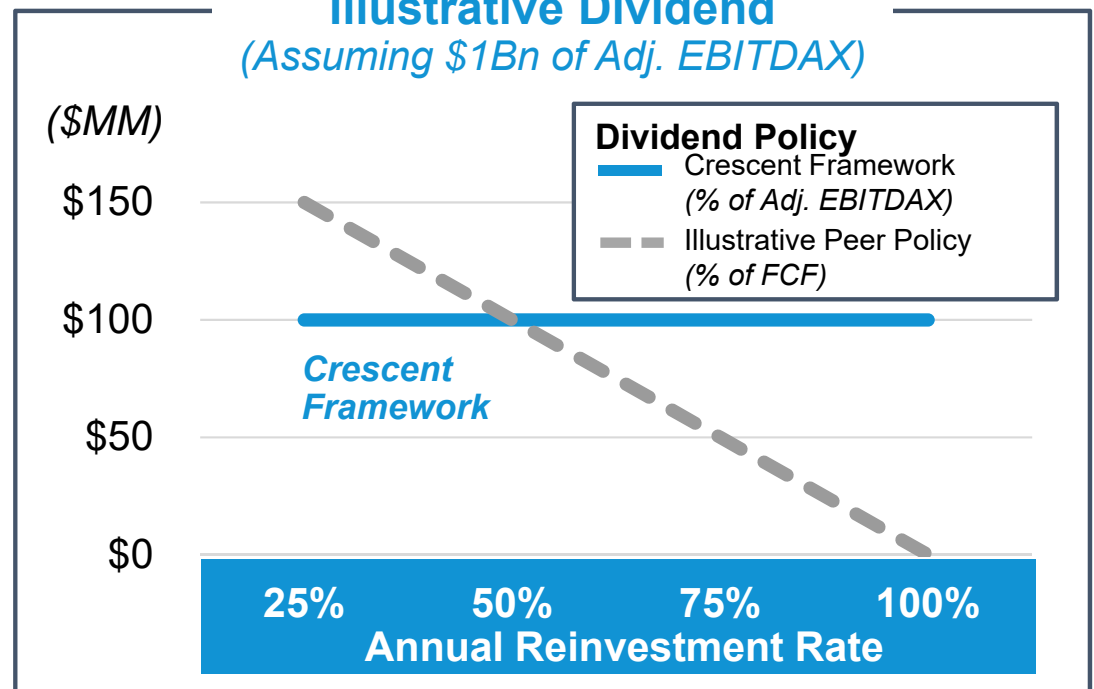 Illustrative Dividend
(Assuming $1Bn of Adj. EBITDAX)
($MM)
Dividend Policy
Crescent Framework
(% of Adj. EBITDAX)
Illustrative Peer Policy
(% of FCF)
$150
$100
$50
$0
Crescent
Framework
25% 50% 75% 100%
Annual Reinvestment Rate